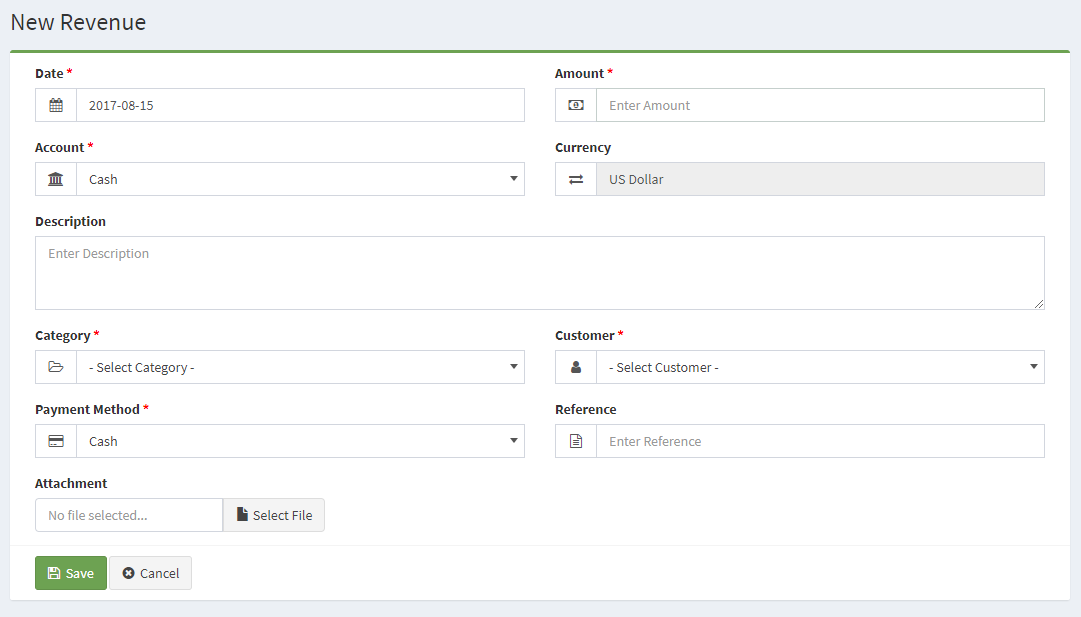 New Revenue
Date * Amount *
2017-08-15 Enter Amount
Account * Currency
Cash US Dollar
Description
Enter Description
Category * Customer *
- Select Category - - Select Customer -
Payment Method * Reference
Cash Enter Reference
Attachment
No file selected... Select File
Save Cancel